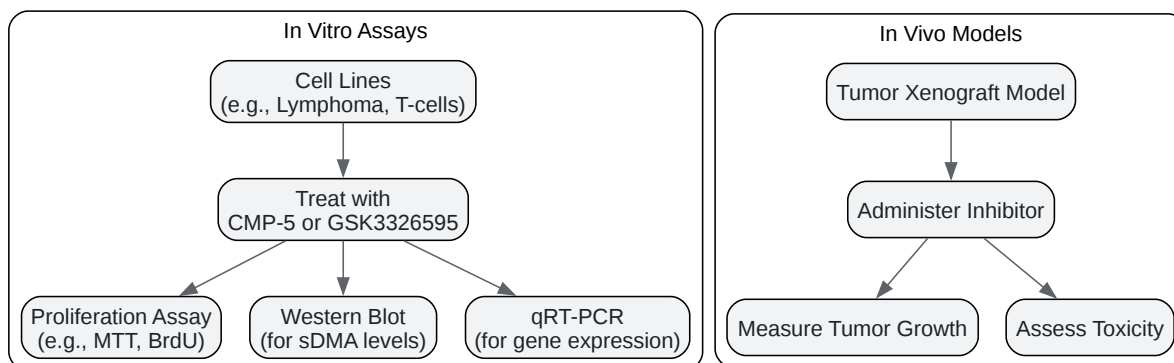 In Vitro Assays
Cell Lines
(e.g., Lymphoma, T-cells)
Treat with
CMP-5 or GSK3326595
Proliferation Assay
(e.g., MTT, BrdU)
Western Blot
(for sDMA levels)
qRT-PCR
(for gene expression)
In Vivo Models
Tumor Xenograft Model
Administer Inhibitor
Measure Tumor Growth
Assess Toxicity